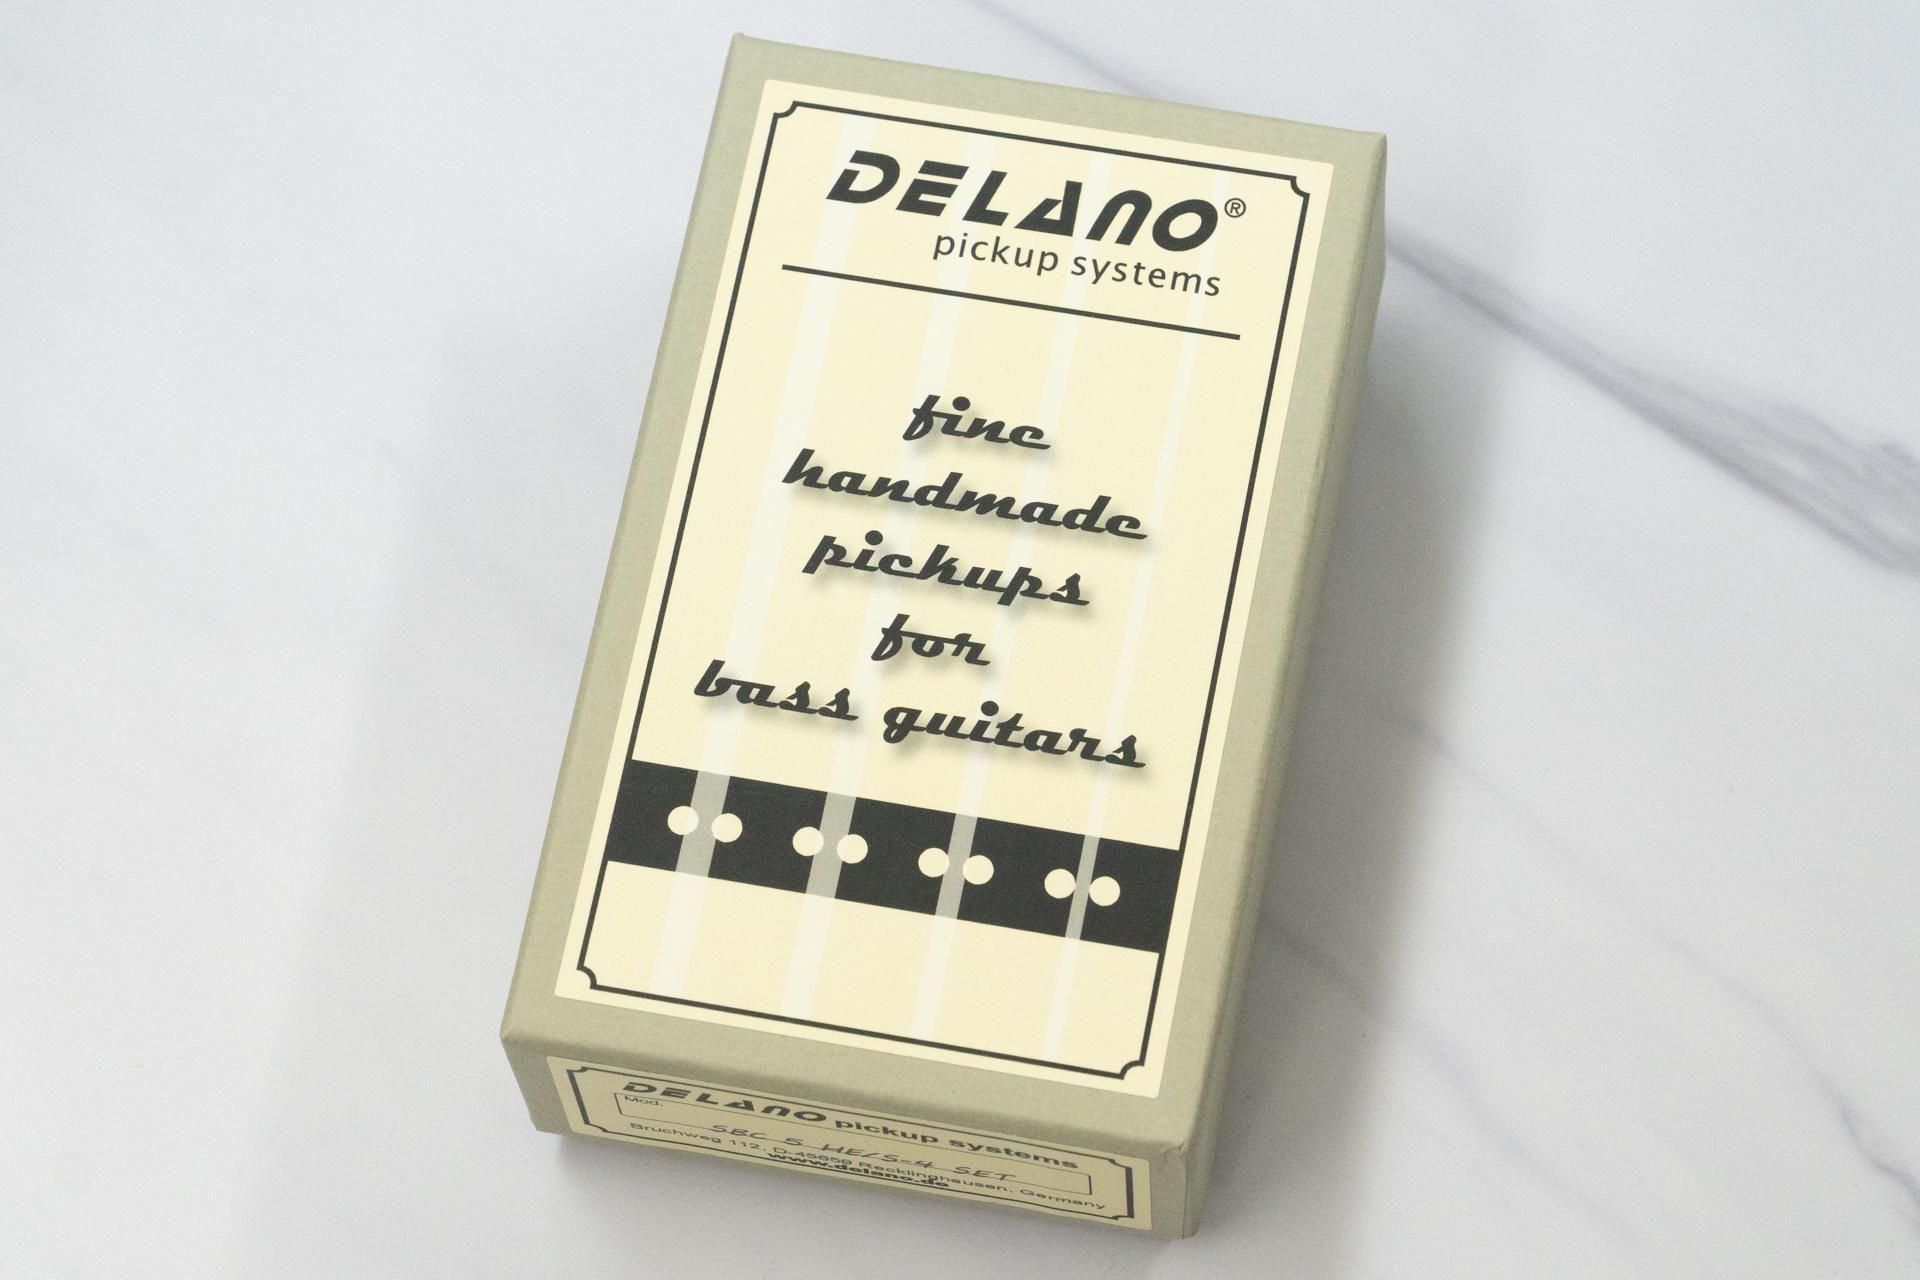 DELANO®
pickup systems
fine
handmade
pickups
for
bass guitars
DELANO pickup systems
Mod.
SBC 5 HE/S-4 SET
Bruchweg 112, D-45659 Recklinghausen, Germany
www.delano.de